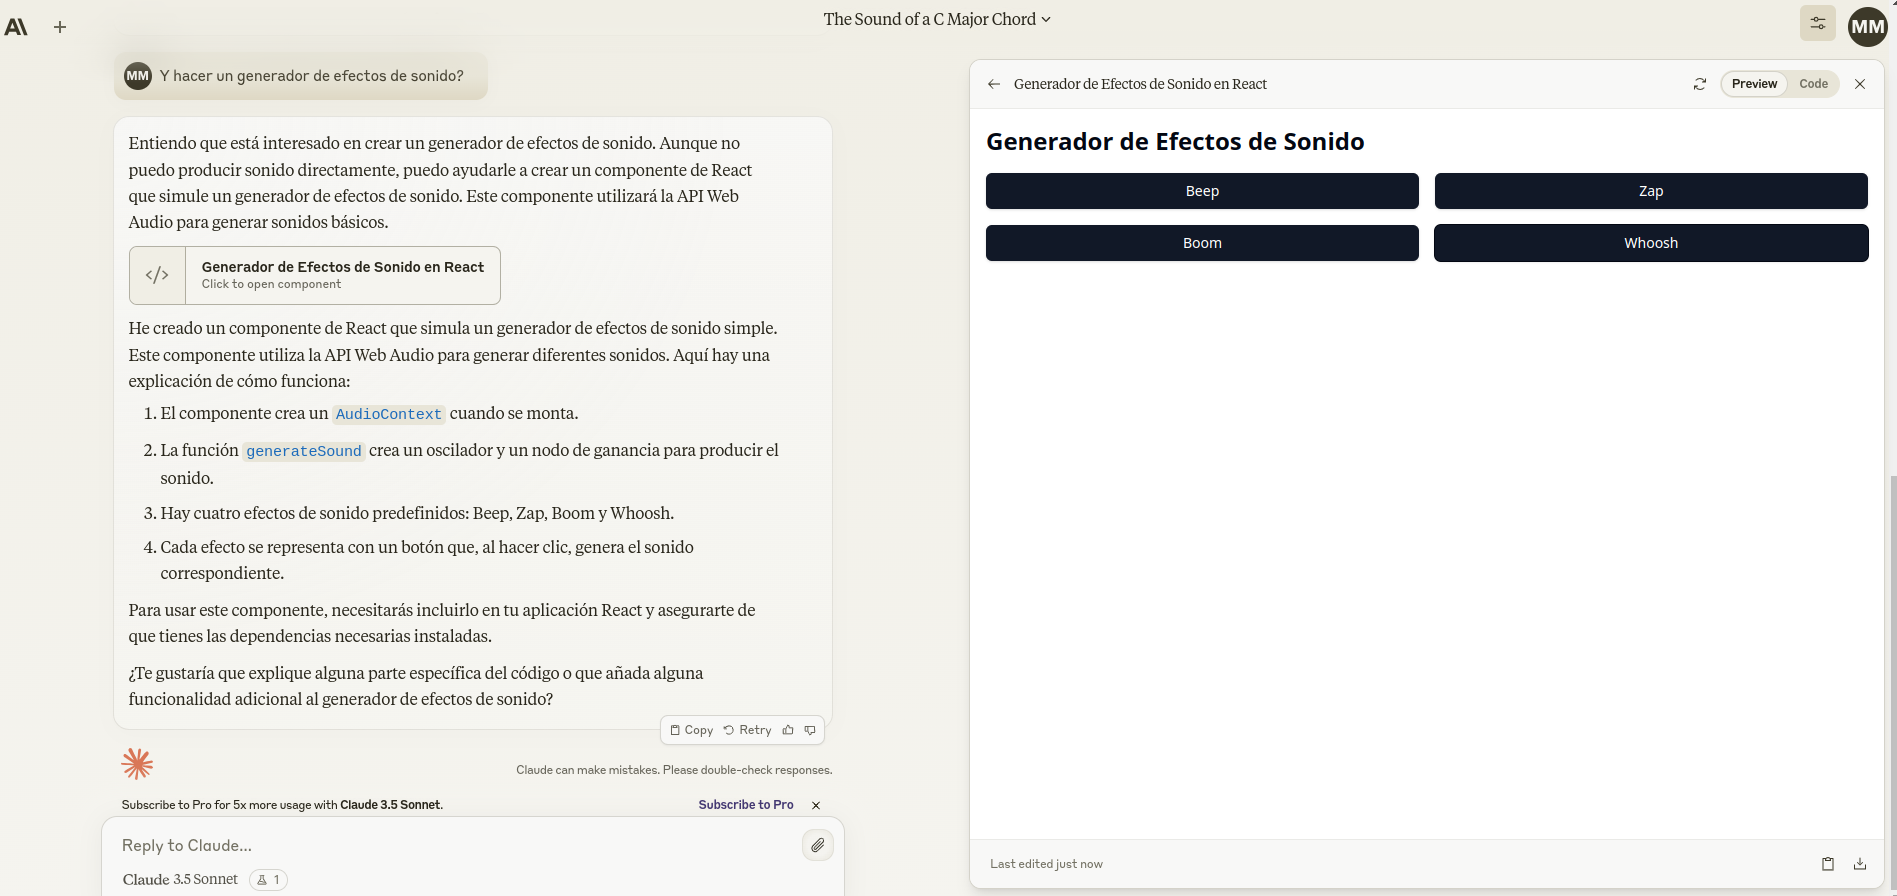 The Sound of a C Major Chord
MM
MM Y hacer un generador de efectos de sonido?
Entiendo que está interesado en crear un generador de efectos de sonido. Aunque no
puedo producir sonido directamente, puedo ayudarle a crear un componente de React
que simule un generador de efectos de sonido. Este componente utilizará la API Web
Audio para generar sonidos básicos.
</>
Generador de Efectos de Sonido en React
Click to open component
He creado un componente de React que simula un generador de efectos de sonido simple.
Este componente utiliza la API Web Audio para generar diferentes sonidos. Aquí hay una
explicación de cómo funciona:
1. El componente crea un AudioContext cuando se monta.
2. La función generateSound crea un oscilador y un nodo de ganancia para producir el
sonido.
3. Hay cuatro efectos de sonido predefinidos: Beep, Zap, Boom y Whoosh.
4. Cada efecto se representa con un botón que, al hacer clic, genera el sonido
correspondiente.
Para usar este componente, necesitarás incluirlo en tu aplicación React y asegurarte de
que tienes las dependencias necesarias instaladas.
¿Te gustaría que explique alguna parte específica del código o que añada alguna
funcionalidad adicional al generador de efectos de sonido?
Copy Retry
Claude can make mistakes. Please double-check responses.
Subscribe to Pro for 5x more usage with Claude 3.5 Sonnet. Subscribe to Pro
Reply to Claude...
Claude 3.5 Sonnet 1
Generador de Efectos de Sonido en React Preview Code
Generador de Efectos de Sonido
Beep Zap
Boom Whoosh
Last edited just now